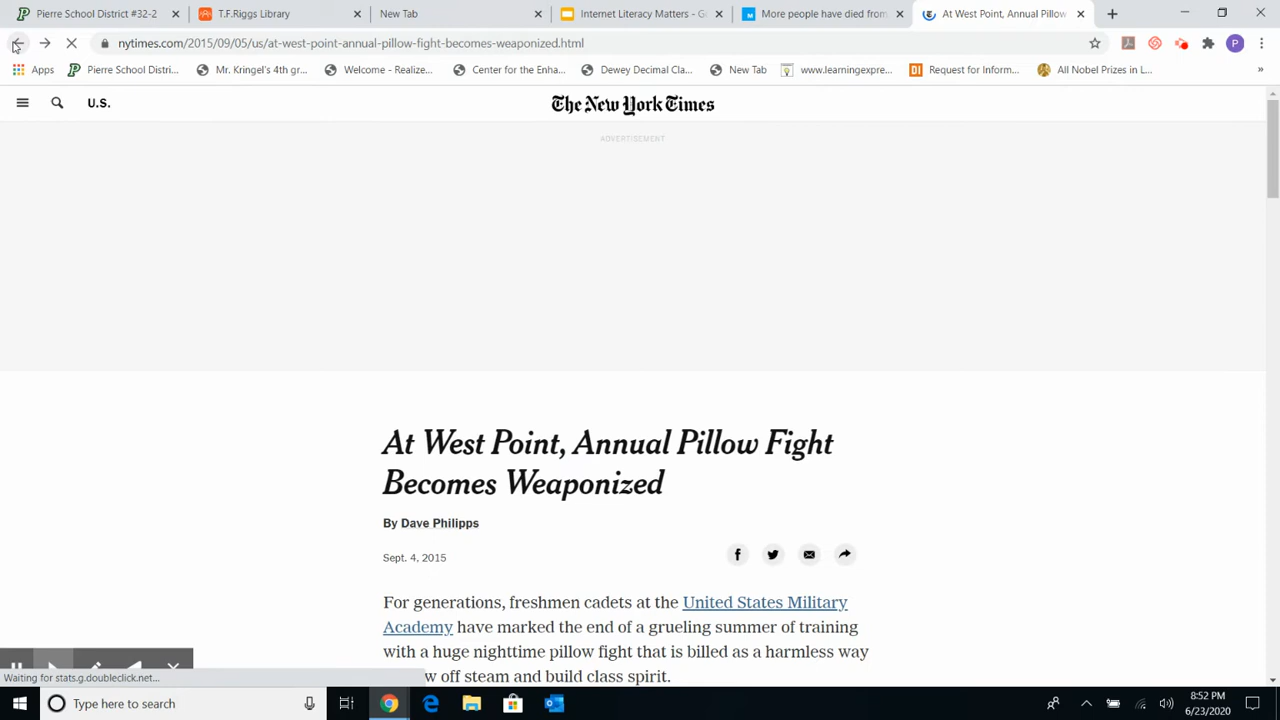 Pierre School District #32-2
T.F.Riggs Library
New Tab
Internet Literacy Matters - G
More people have died from
At West Point, Annual Pillow
nytimes.com/2015/09/05/us/at-west-point-annual-pillow-fight-becomes-weaponized.html
P
Apps
Pierre School Distri...
Mr. Kringel's 4th gr...
Welcome - Realize...
Center for the Enha...
Dewey Decimal Cla...
New Tab
www.learningexpre...
DI Request for Inform...
All Nobel Prizes in L...
»
U.S.
The New York Times
ADVERTISEMENT
At West Point, Annual Pillow Fight
Becomes Weaponized
By Dave Philipps
Sept. 4, 2015
For generations, freshmen cadets at the United States Military
Academy have marked the end of a grueling summer of training
with a huge nighttime pillow fight that is billed as a harmless way
w off steam and build class spirit.
Waiting for stats.g.doubleclick.net...
Type here to search
8:52 PM
6/23/2020